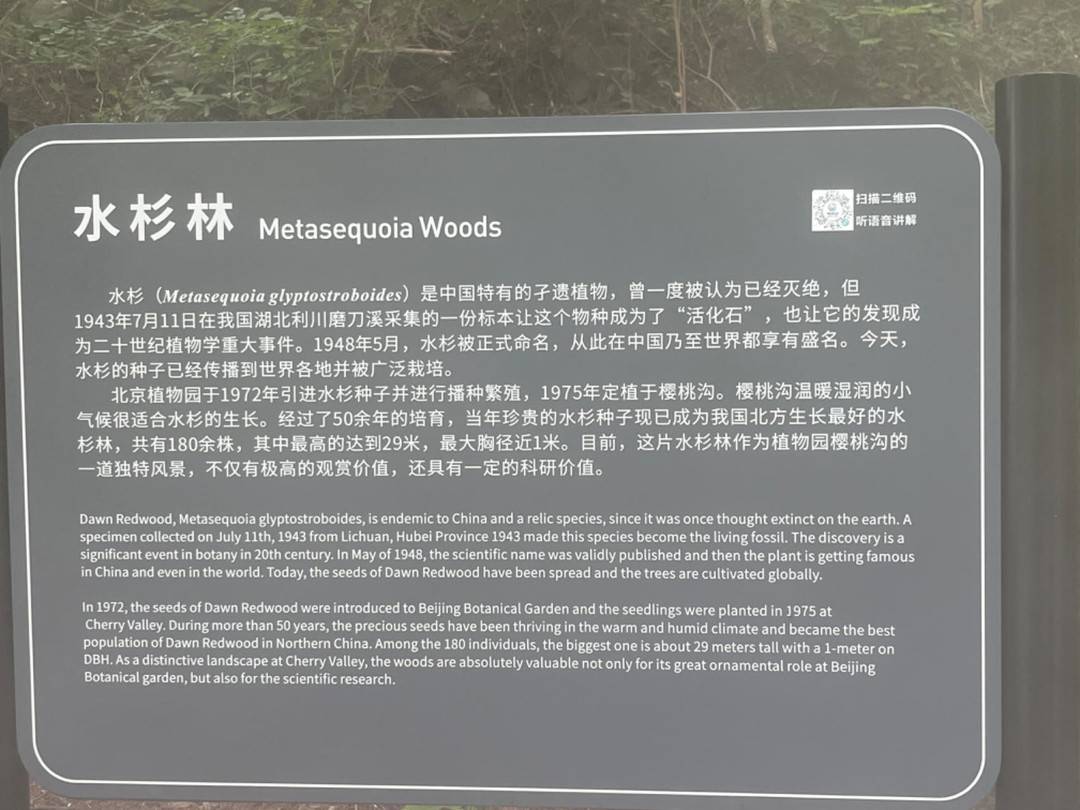 水杉林 Metasequoia Woods
扫描二维码
听语音讲解
水杉（Metasequoia glyptostroboides）是中国特有的孑遗植物，曾一度被认为已经灭绝，但
1943年7月11日在我国湖北利川磨刀溪采集的一份标本让这个物种成为了“活化石”，也让它的发现成
为二十世纪植物学重大事件。1948年5月，水杉被正式命名，从此在中国乃至世界都享有盛名。今天，
水杉的种子已经传播到世界各地并被广泛栽培。
北京植物园于1972年引进水杉种子并进行播种繁殖，1975年定植于樱桃沟。樱桃沟温暖湿润的小
气候很适合水杉的生长。经过了50余年的培育，当年珍贵的水杉种子现已成为我国北方生长最好的水
杉林，共有180余株，其中最高的达到29米，最大胸径近1米。目前，这片水杉林作为植物园樱桃沟的
一道独特风景，不仅有极高的观赏价值，还具有一定的科研价值。
Dawn Redwood, Metasequoia glyptostroboides, is endemic to China and a relic species, since it was once thought extinct on the earth. A
specimen collected on July 11th, 1943 from Lichuan, Hubei Province 1943 made this species become the living fossil. The discovery is a
significant event in botany in 20th century. In May of 1948, the scientific name was validly published and then the plant is getting famous
in China and even in the world. Today, the seeds of Dawn Redwood have been spread and the trees are cultivated globally.
In 1972, the seeds of Dawn Redwood were introduced to Beijing Botanical Garden and the seedlings were planted in 1975 at
Cherry Valley. During more than 50 years, the precious seeds have been thriving in the warm and humid climate and became the best
population of Dawn Redwood in Northern China. Among the 180 individuals, the biggest one is about 29 meters tall with a 1-meter on
DBH. As a distinctive landscape at Cherry Valley, the woods are absolutely valuable not only for its great ornamental role at Beijing
Botanical garden, but also for the scientific research.